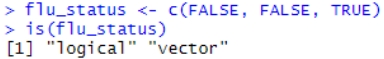 > flu_status <- c(FALSE, FALSE, TRUE)
> is(flu_status)
[1] "logical" "vector"